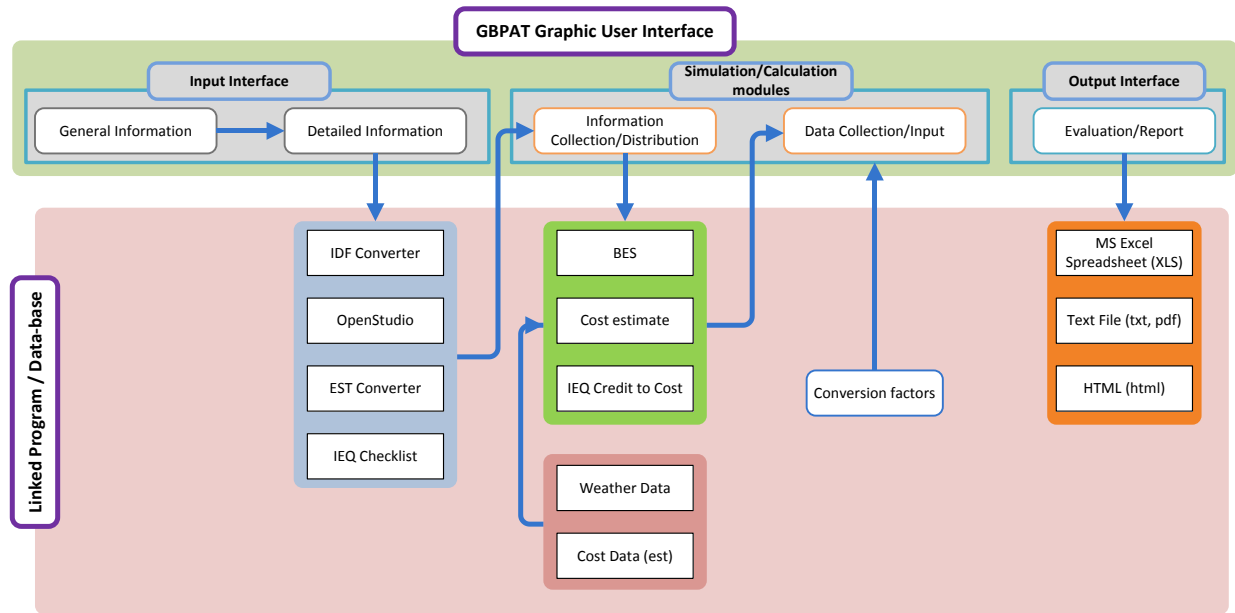 GBPAT Graphic User Interface
Input Interface
Simulation/Calculation
modules
Output Interface
General Information
Detailed Information
Information
Collection/Distribution
Data Collection/Input
Evaluation/Report
Linked Program / Data-base
IDF Converter
OpenStudio
EST Converter
IEQ Checklist
BES
Cost estimate
IEQ Credit to Cost
Weather Data
Cost Data (est)
Conversion factors
MS Excel
Spreadsheet (XLS)
Text File (txt, pdf)
HTML (html)